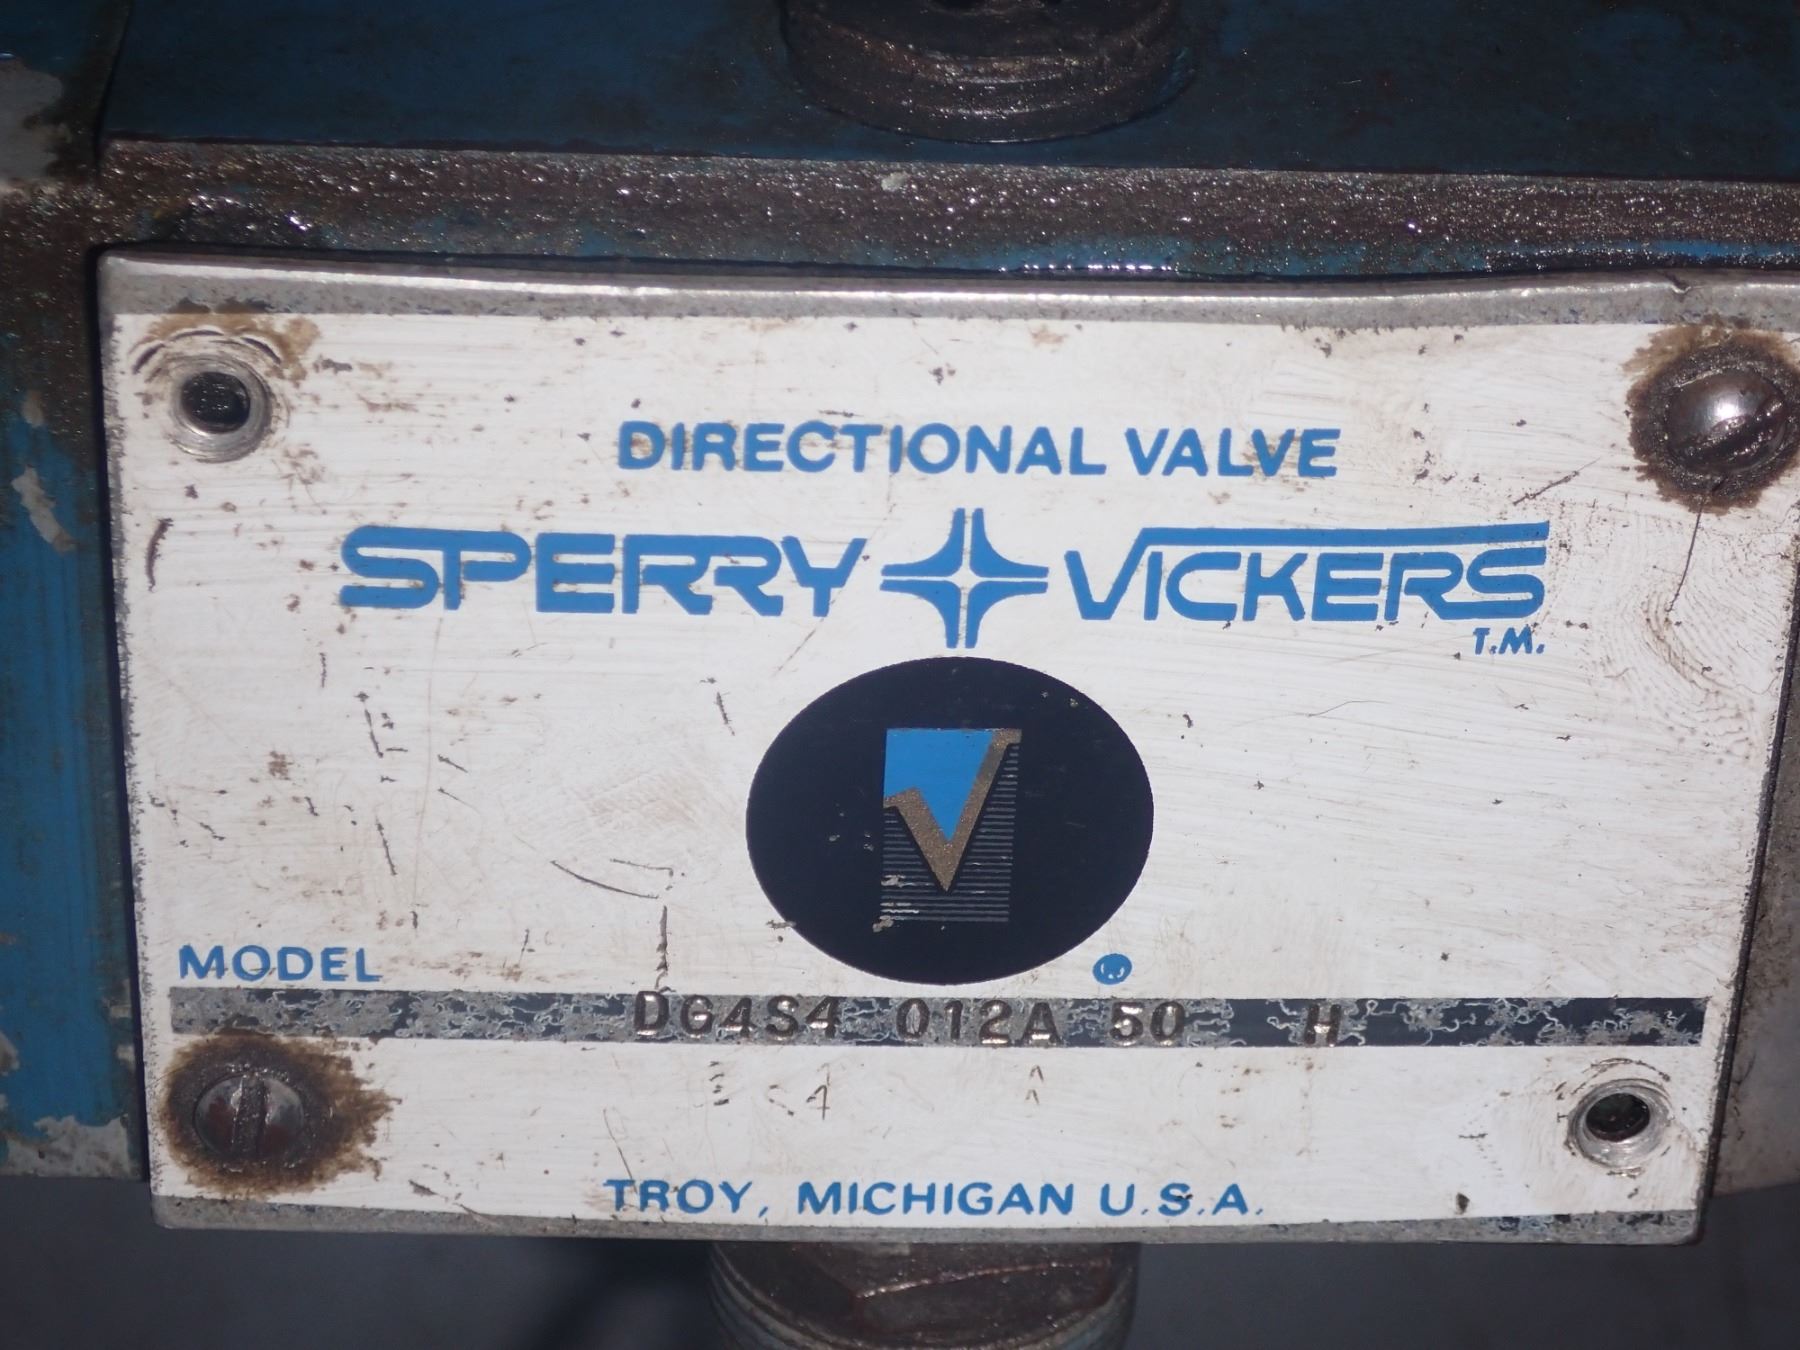 DIRECTIONAL VALVE
SPERRY VICKERS
T.M.
MODEL
DG4S4 012A 50 H
TROY, MICHIGAN U.S.A.